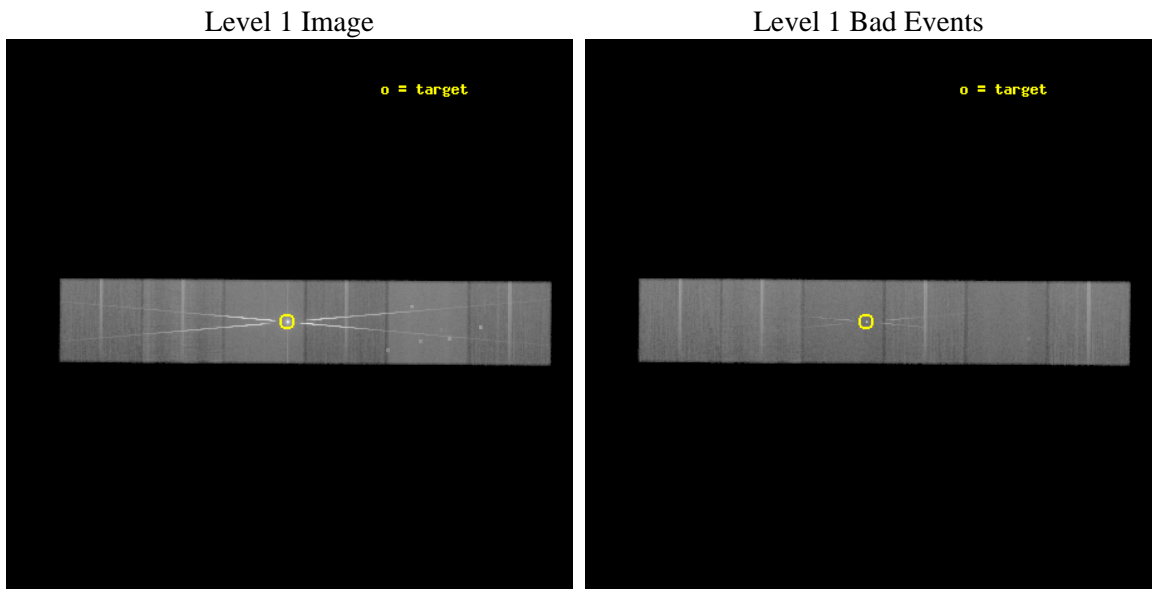 Level 1 Image
Level 1 Bad Events
o = target
o = target